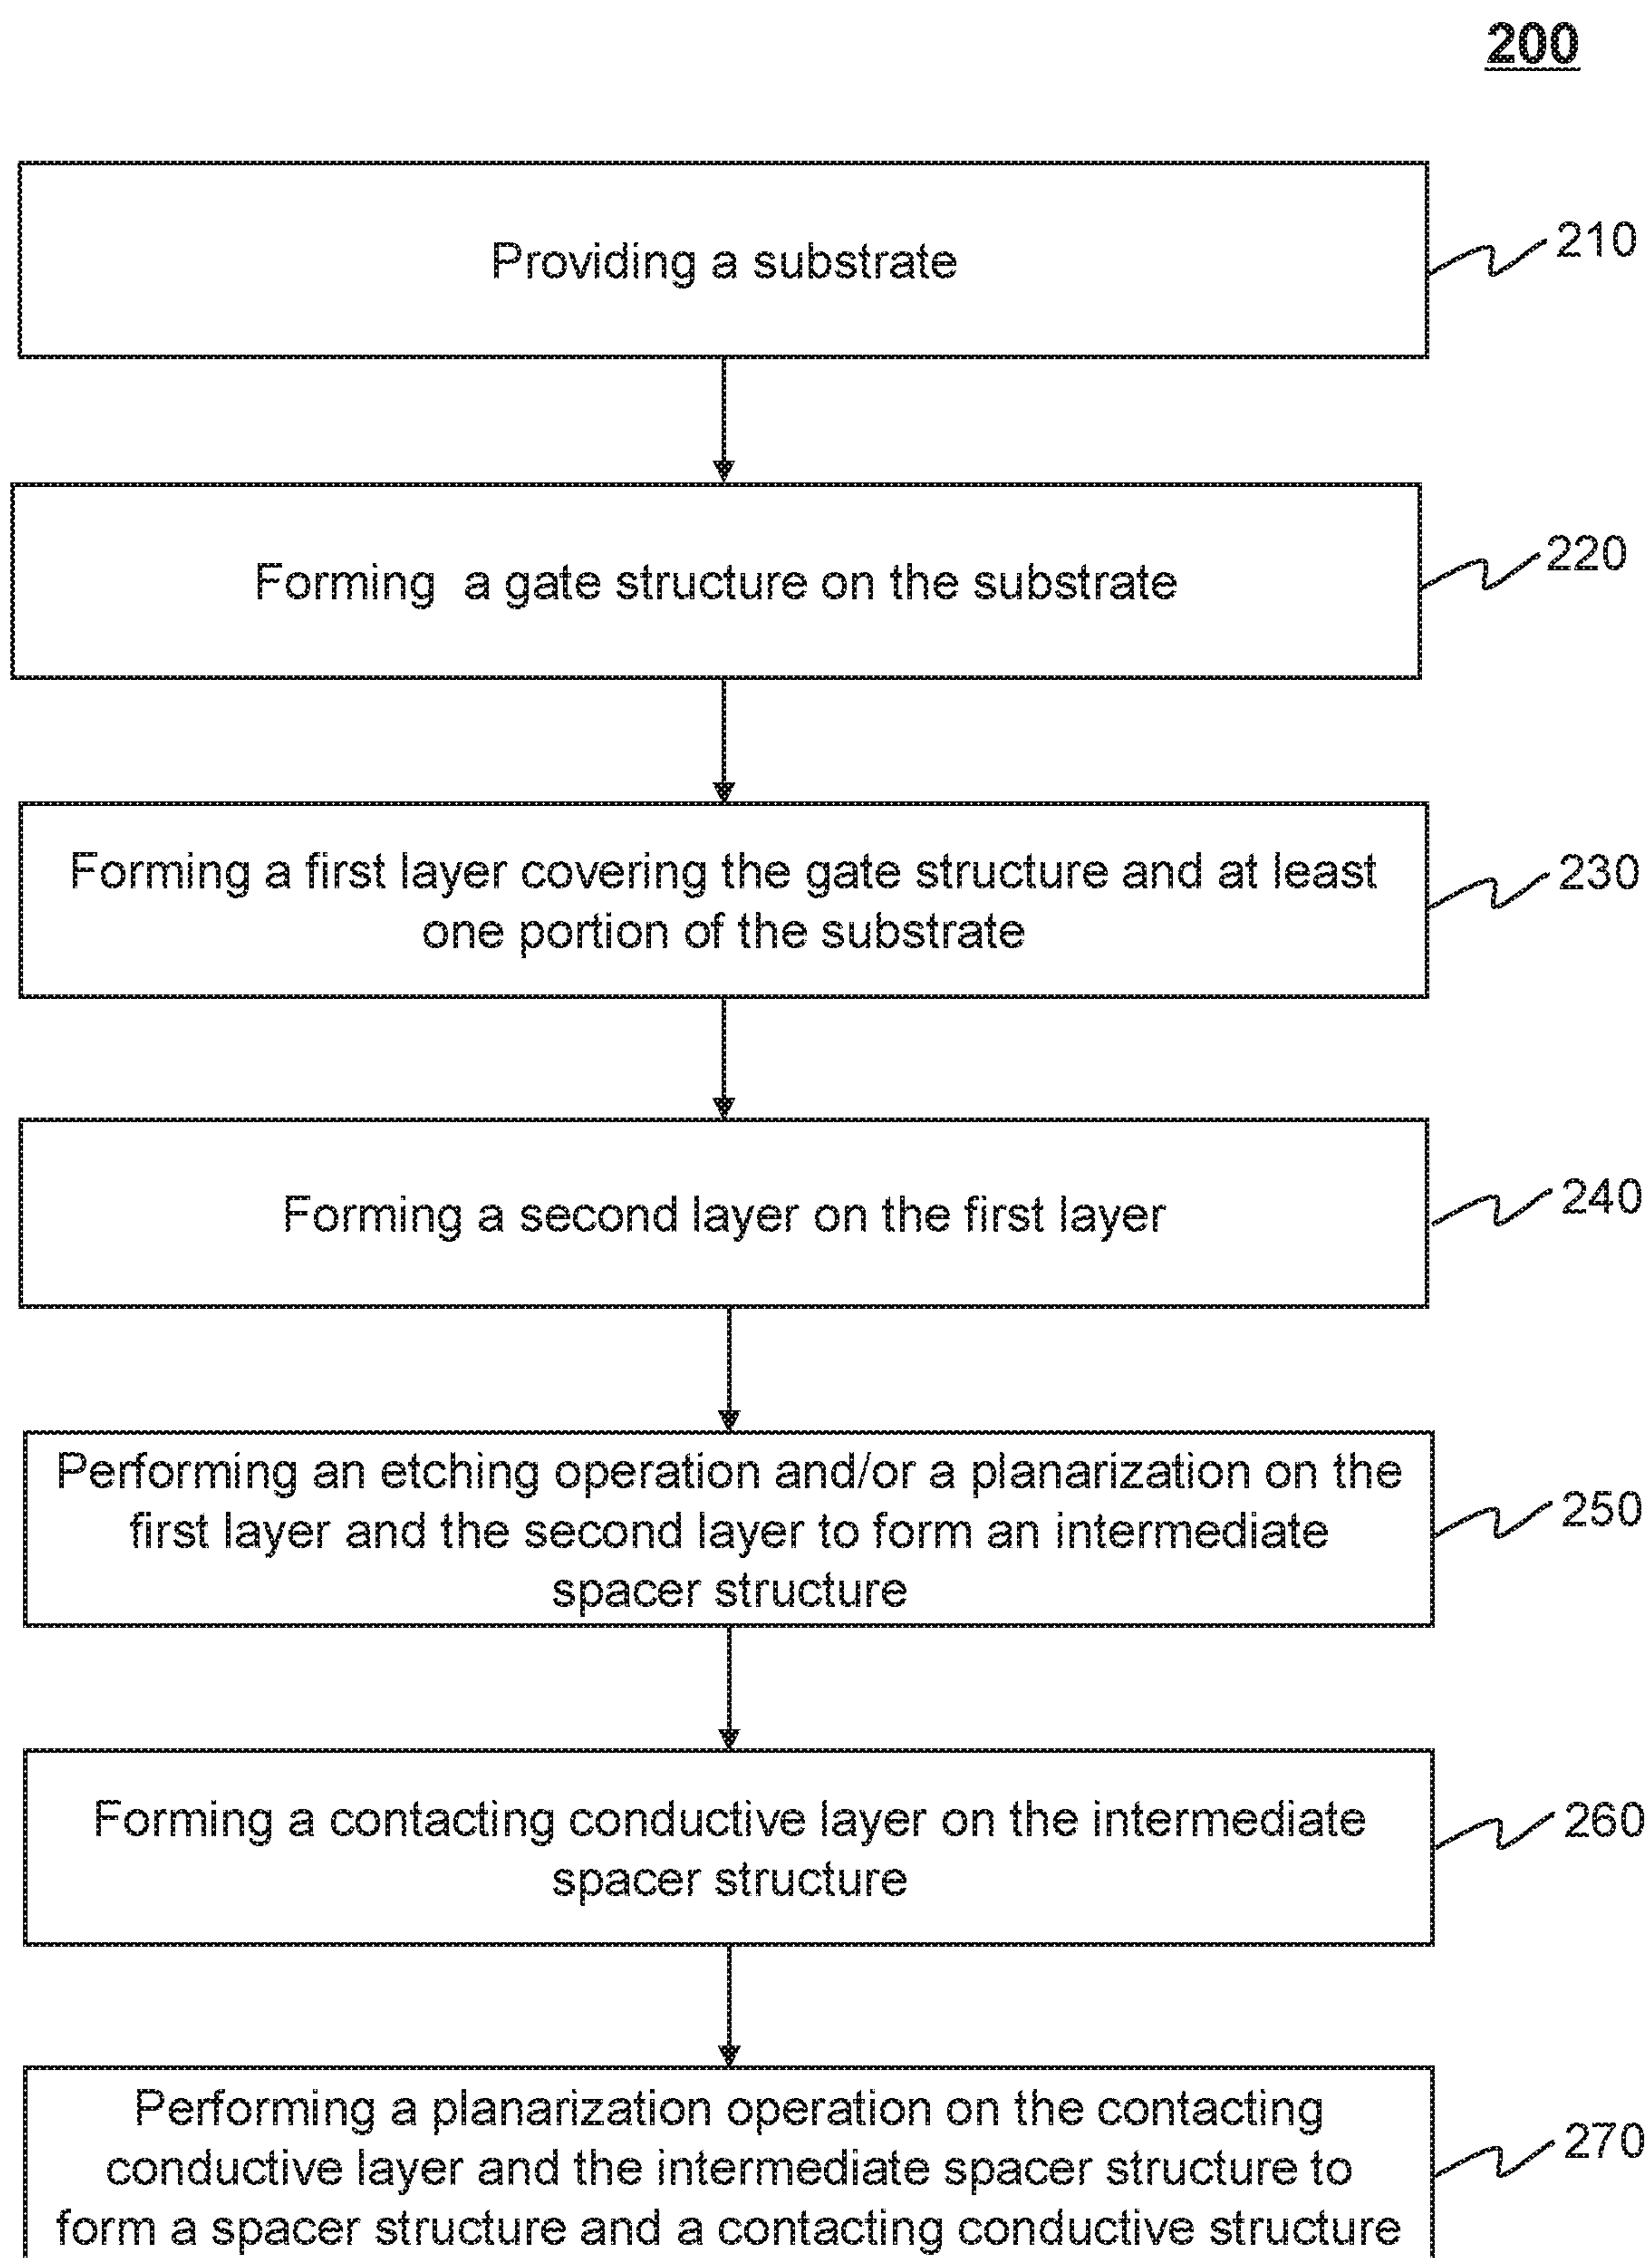 200
Providing a substrate
210
Forming a gate structure on the substrate
220
Forming a first layer covering the gate structure and at least
one portion of the substrate
230
Forming a second layer on the first layer
240
Performing an etching operation and/or a planarization on the
first layer and the second layer to form an intermediate
spacer structure
250
Forming a contacting conductive layer on the intermediate
spacer structure
260
Performing a planarization operation on the contacting
conductive layer and the intermediate spacer structure to
form a spacer structure and a contacting conductive structure
270